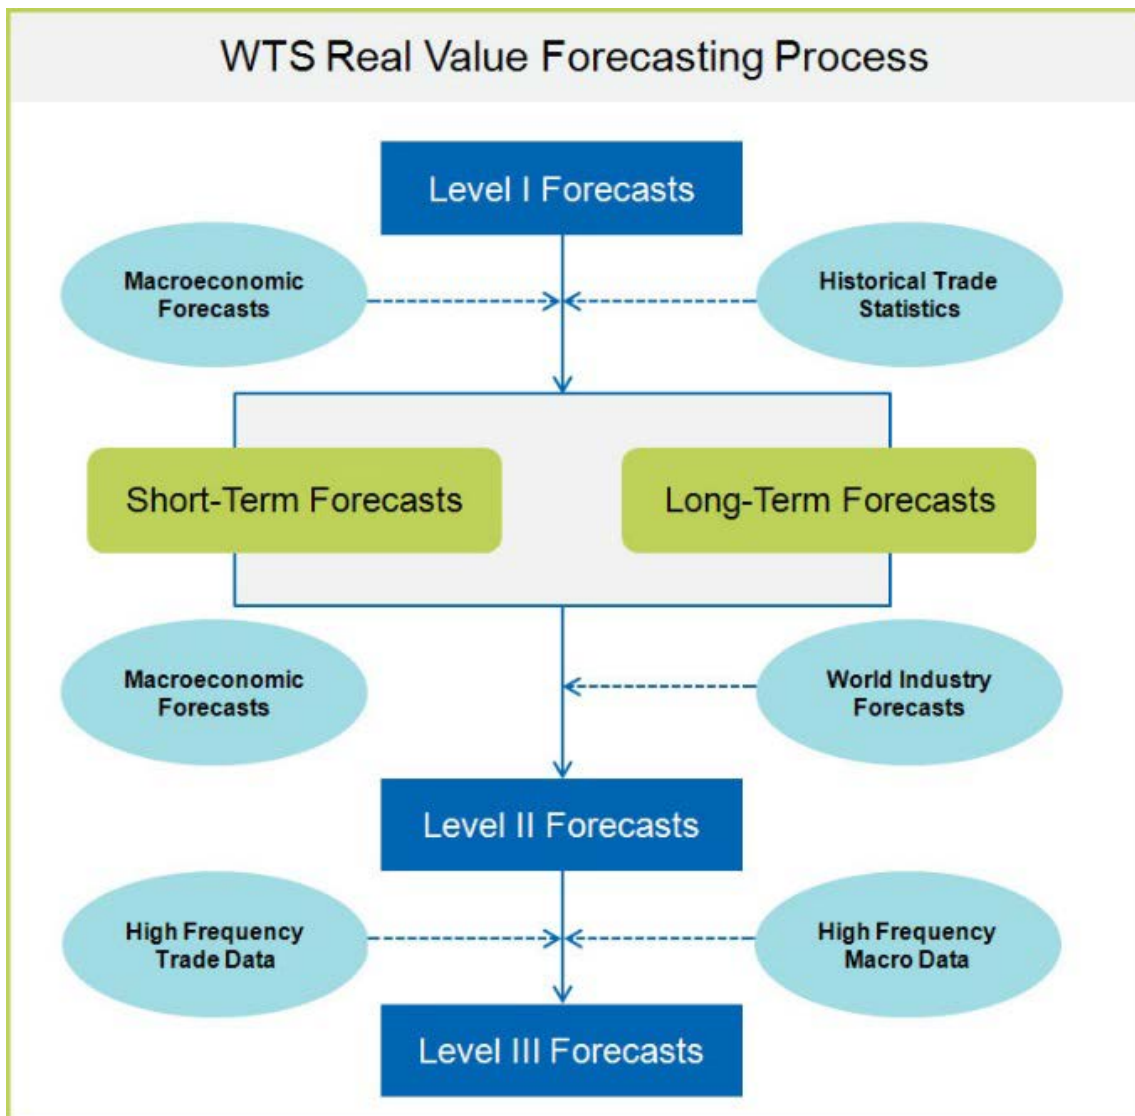 WTS Real Value Forecasting Process
Level I Forecasts
Macroeconomic
Forecasts
Historical Trade
Statistics
Short-Term Forecasts
Long-Term Forecasts
Macroeconomic
Forecasts
World Industry
Forecasts
Level II Forecasts
High Frequency
Trade Data
High Frequency
Macro Data
Level III Forecasts